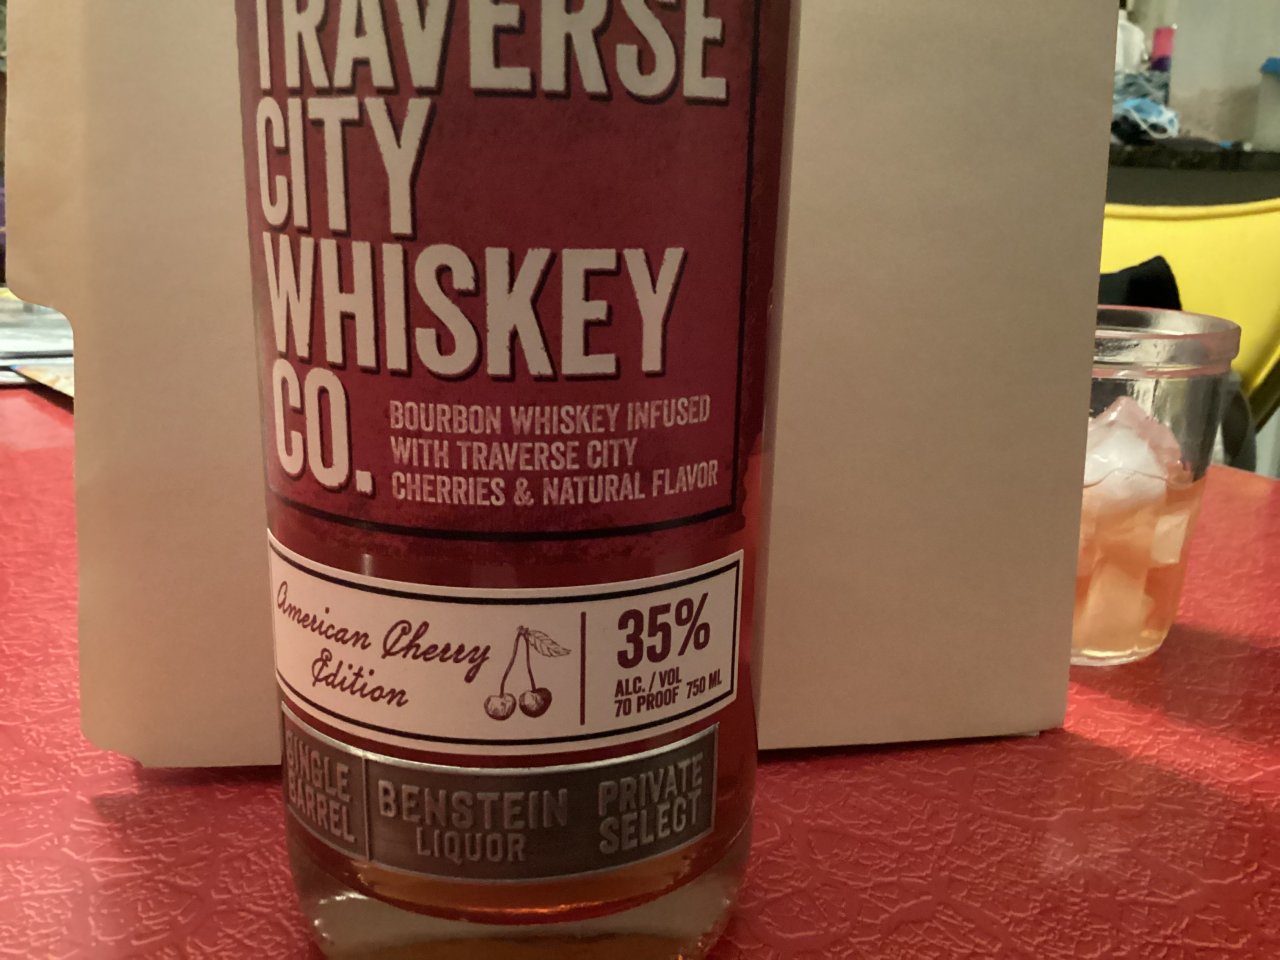 TRAVERSE
CITY
WHISKEY
CO.
BOURBON WHISKEY INFUSED
WITH TRAVERSE CITY
CHERRIES & NATURAL FLAVOR
American Cherry
Edition
35%
ALC. / VOL
70 PROOF 750 ML
SINGLE
BARREL
BENSTEIN
LIQUOR
PRIVATE
SELECT